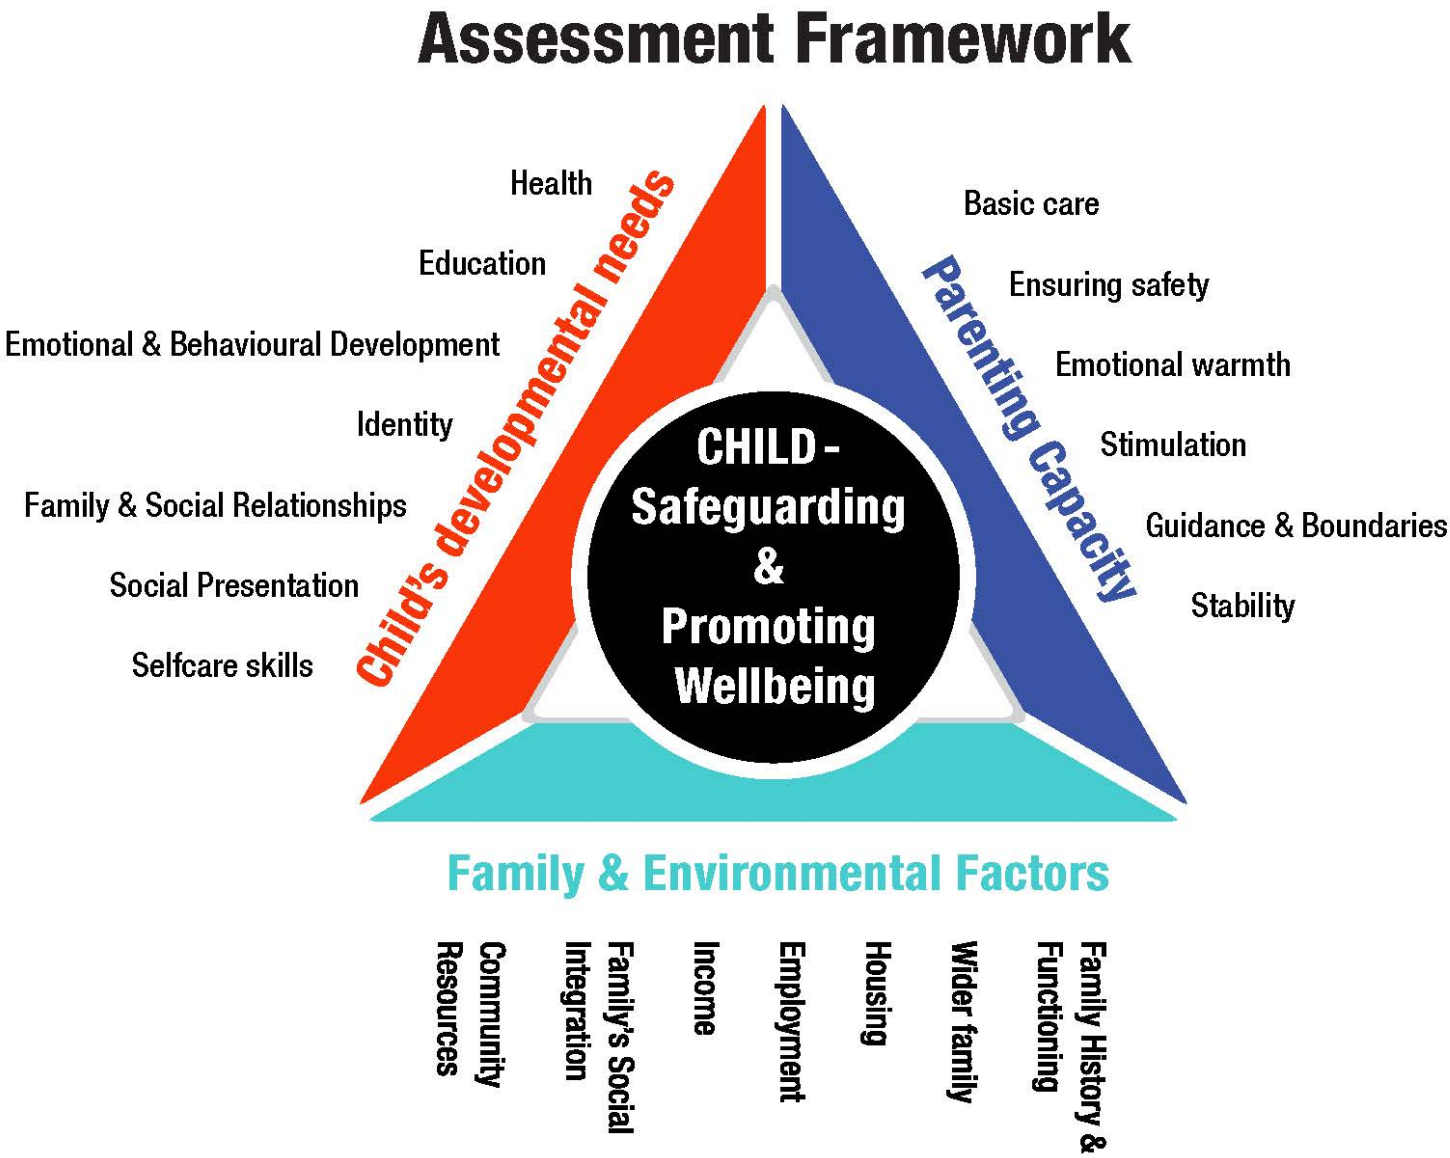 Assessment Framework
Health
Education
Emotional & Behavioural Development
Identity
Family & Social Relationships
Social Presentation
Selfcare skills
Child's developmental needs
CHILD -
Safeguarding
&
Promoting
Wellbeing
Parenting Capacity
Basic care
Ensuring safety
Emotional warmth
Stimulation
Guidance & Boundaries
Stability
Family & Environmental Factors
Community
Resources
Family's Social
Integration
Income
Employment
Housing
Wider family
Family History &
Functioning